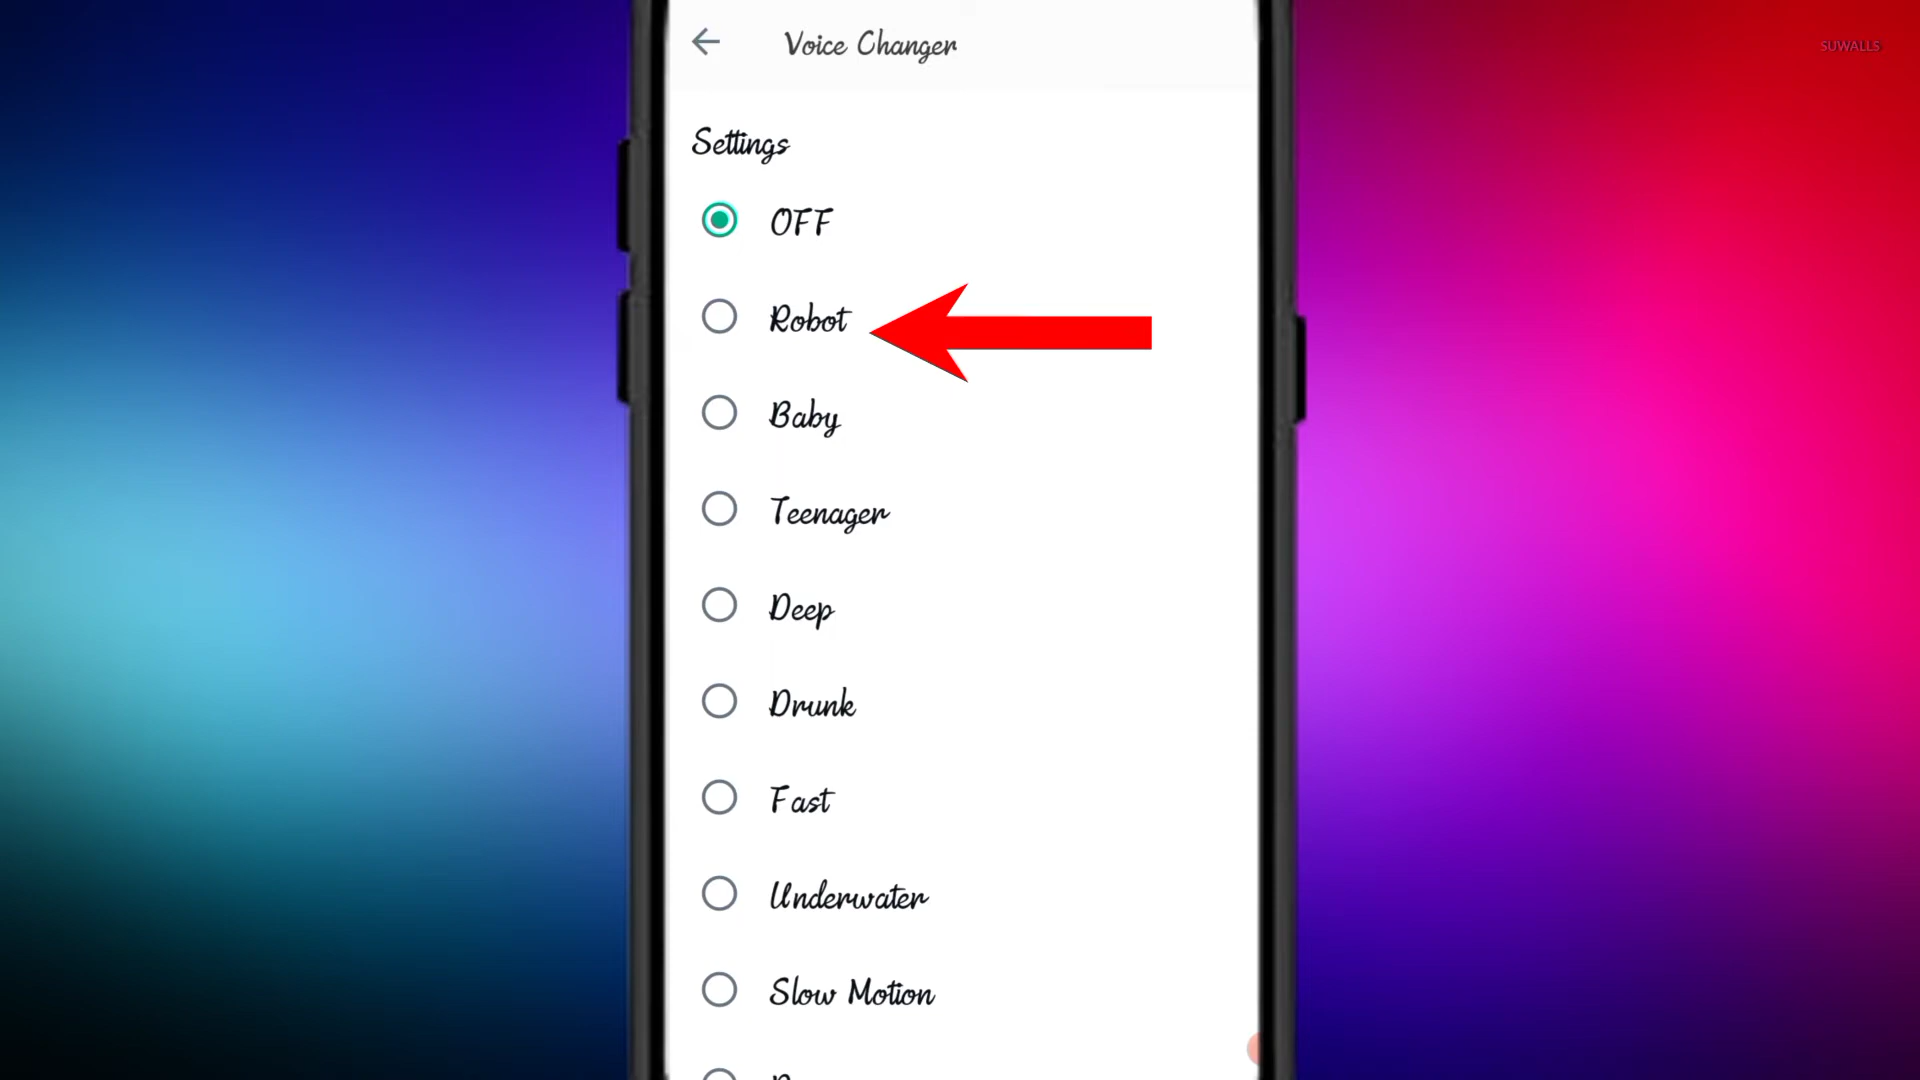 Voice Changer
SUWALLS
Settings
OFF
Robot
Baby
Teenager
Deep
Drunk
Fast
Underwater
Slow Motion